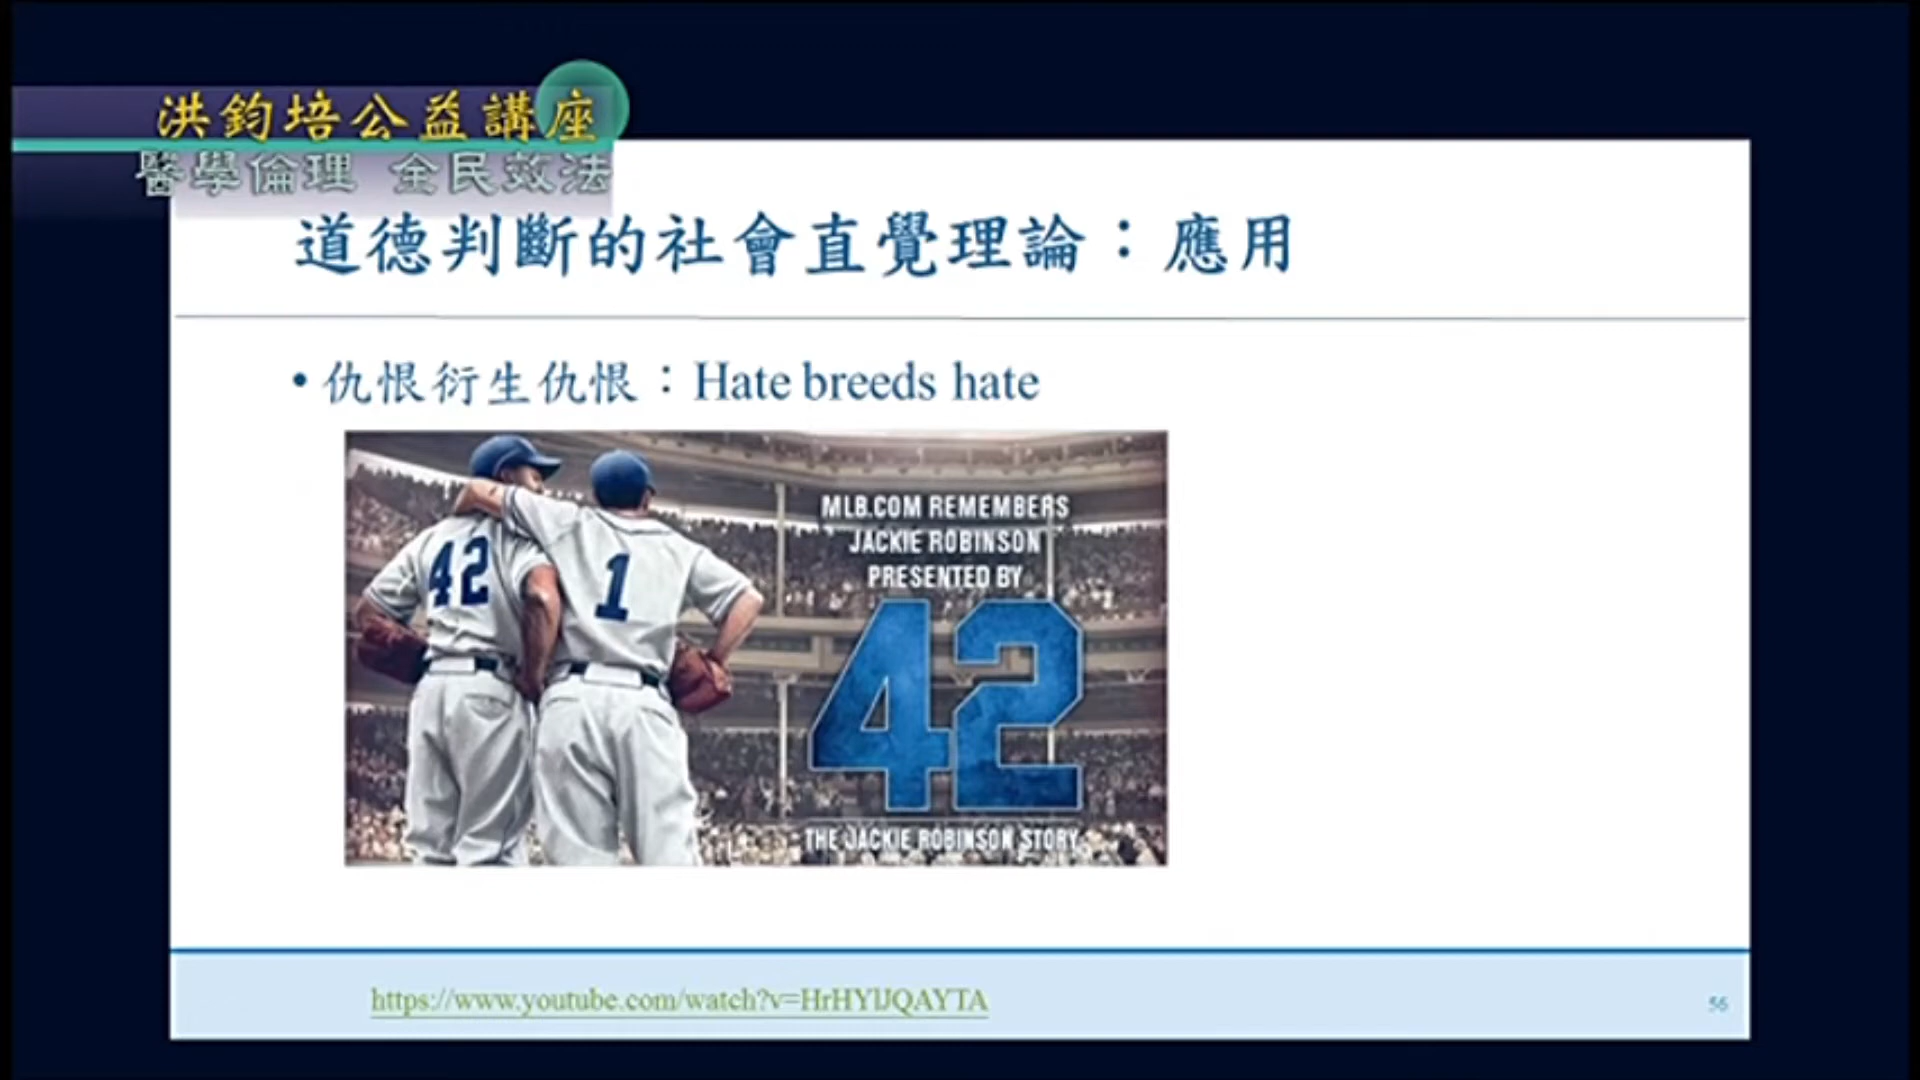 洪鈞培公益講座
醫學倫理 全民效法
道德判斷的社會直覺理論：應用
• 仇恨衍生仇恨：Hate breeds hate
42
1
MLB.COM REMEMBERS
JACKIE ROBINSON
PRESENTED BY
42
THE JACKIE ROBINSON STORY
https://www.youtube.com/watch?v=HrHYlJQAYTA
56